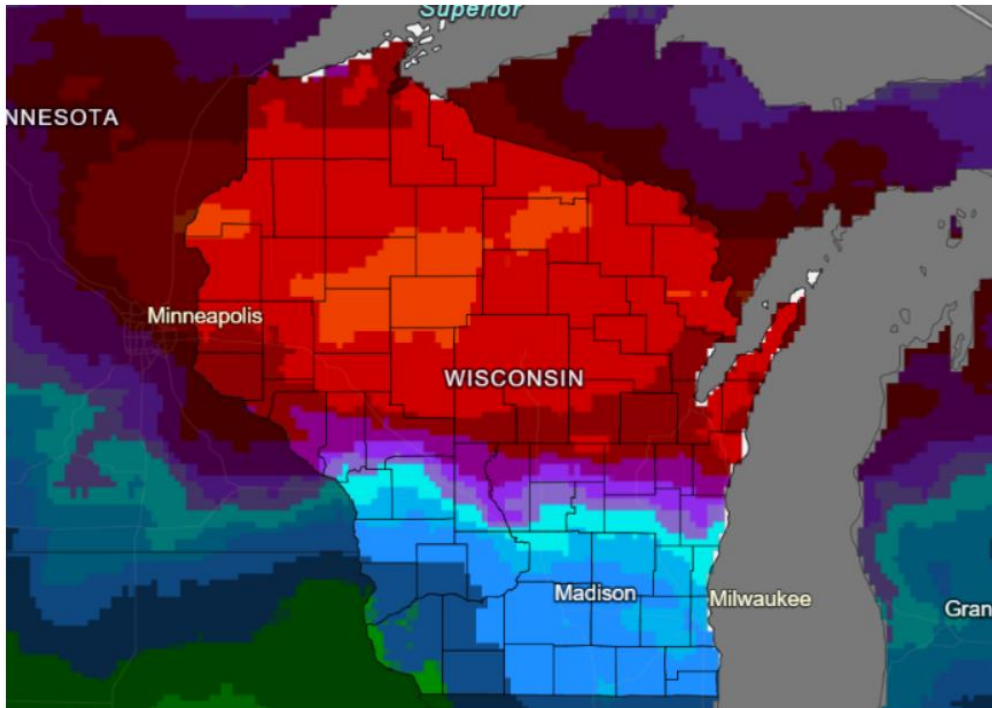 Superior
NNESOTA
Minneapolis
WISCONSIN
Madison
Milwaukee
Gran